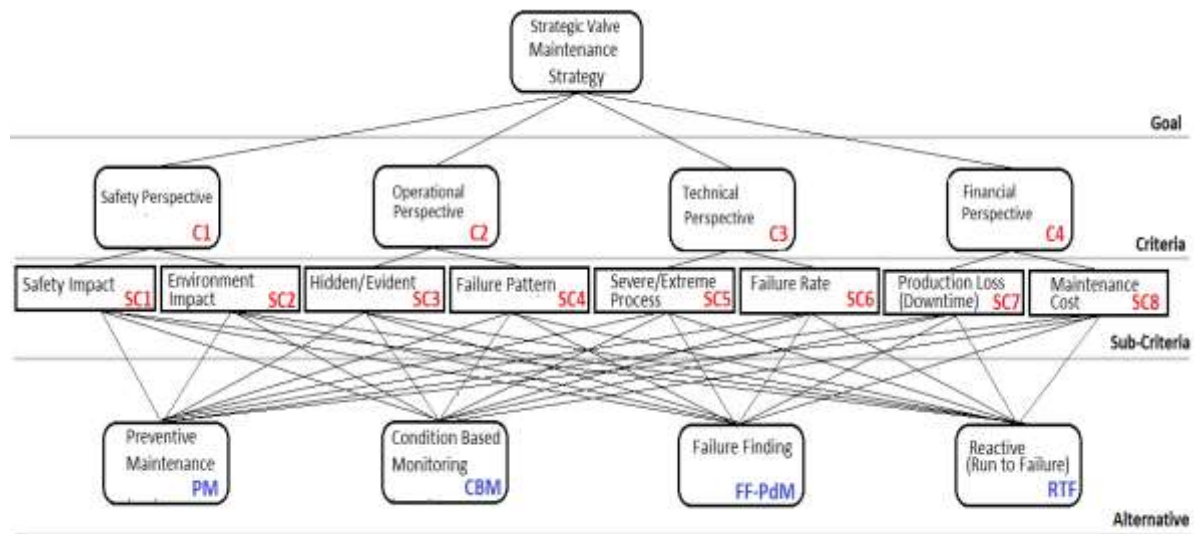 Strategic Valve
Maintenance
Strategy
Goal
Safety Perspective
C1
Operational
Perspective
C2
Technical
Perspective
C3
Financial
Perspective
C4
Criteria
Safety Impact
SC1
Environment
Impact
SC2
Hidden/Evident
SC3
Failure Pattern
SC4
Severe/Extreme
Process
SC5
Failure Rate
SC6
Production Loss
(Downtime)
SC7
Maintenance
Cost
SC8
Sub-Criteria
Preventive
Maintenance
PM
Condition Based
Monitoring
CBM
Failure Finding
FF-PdM
Reactive
(Run to Failure)
RTF
Alternative